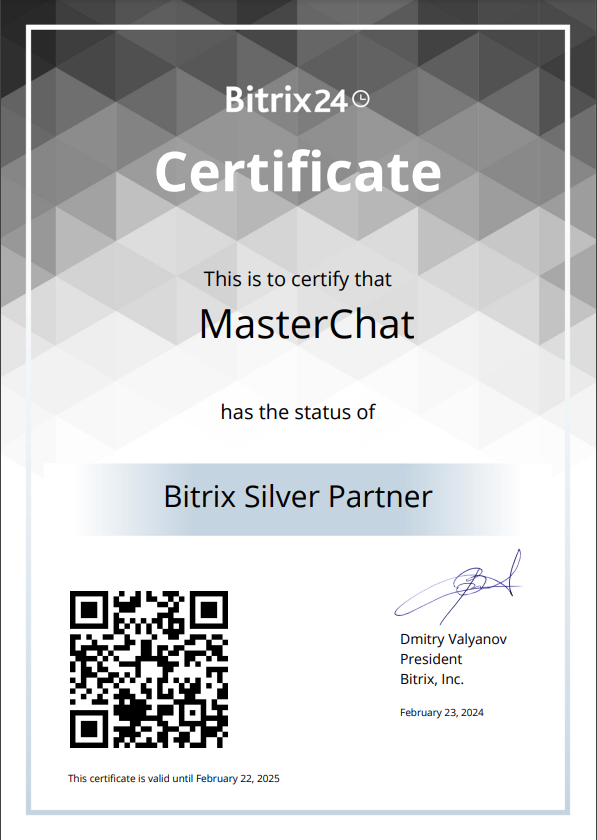 Bitrix24
Certificate
This is to certify that
MasterChat
has the status of
Bitrix Silver Partner
Dmitry Valyanov
President
Bitrix, Inc.
February 23, 2024
This certificate is valid until February 22, 2025